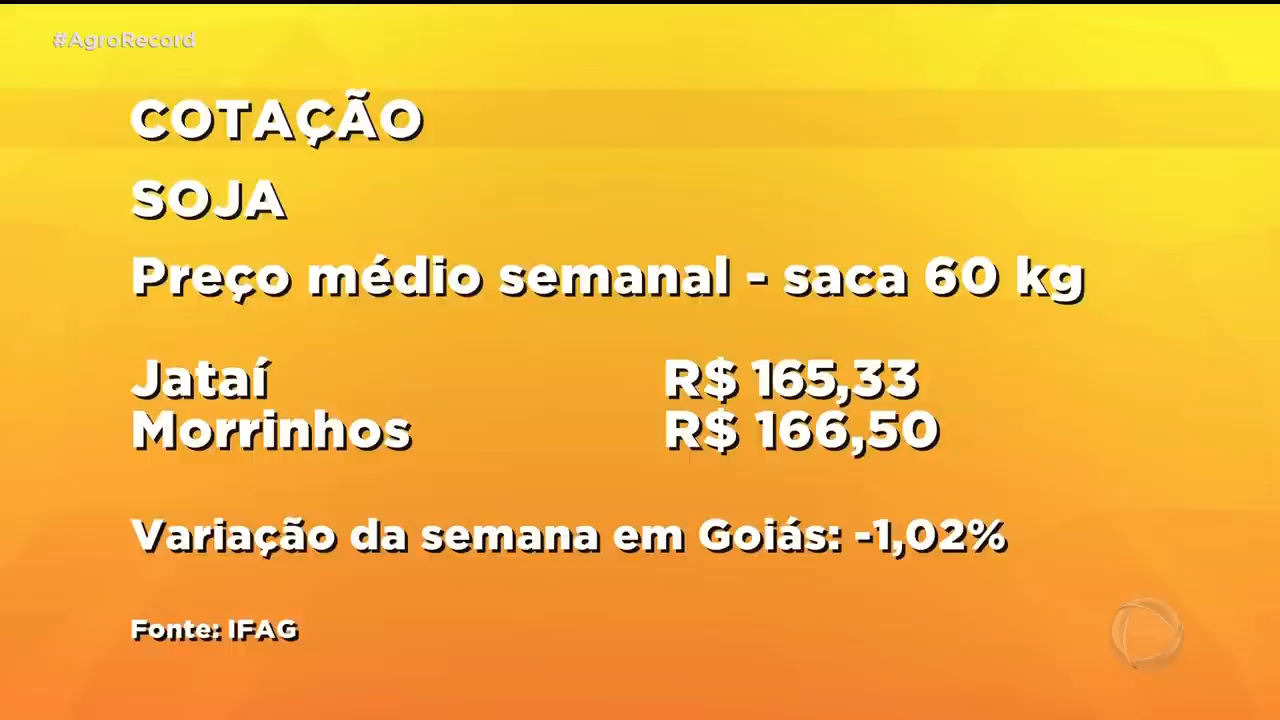 #AgroRecord
COTAÇÃO
SOJA
Preço médio semanal - saca 60 kg
Jataí R$ 165,33
Morrinhos R$ 166,50
Variação da semana em Goiás: -1,02%
Fonte: IFAG